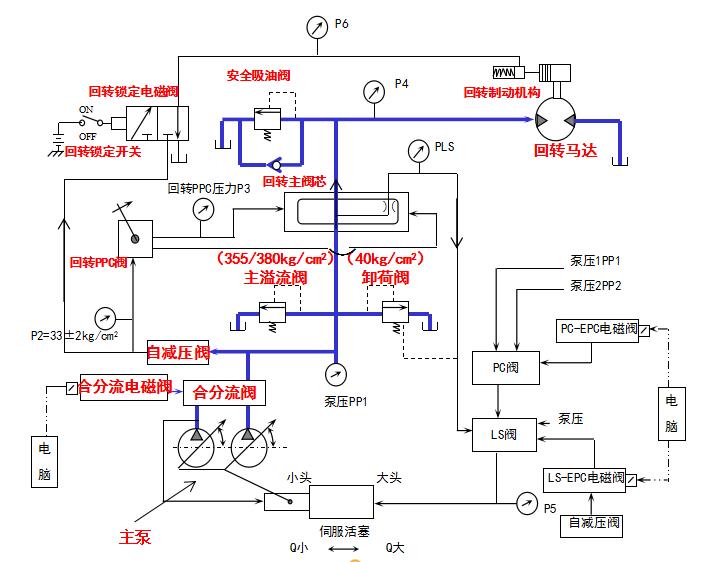 P6
安全吸油阀
回转锁定电磁阀
P4
回转制动机构
ON
OFF
回转锁定开关
PLS
回转马达
回转主阀芯
回转PPC压力P3
回转PPC阀
(355/380kg/cm²)
(40kg/cm²)
主溢流阀
卸荷阀
泵压1PP1
泵压2PP2
P2=33±2kg/cm²
PC-EPC电磁阀
自减压阀
PC阀
合分流电磁阀
合分流阀
泵压PP1
电
脑
泵压
LS阀
电
脑
小头
大头
LS-EPC电磁阀
P5
自减压阀
主泵
伺服活塞
Q小
Q大